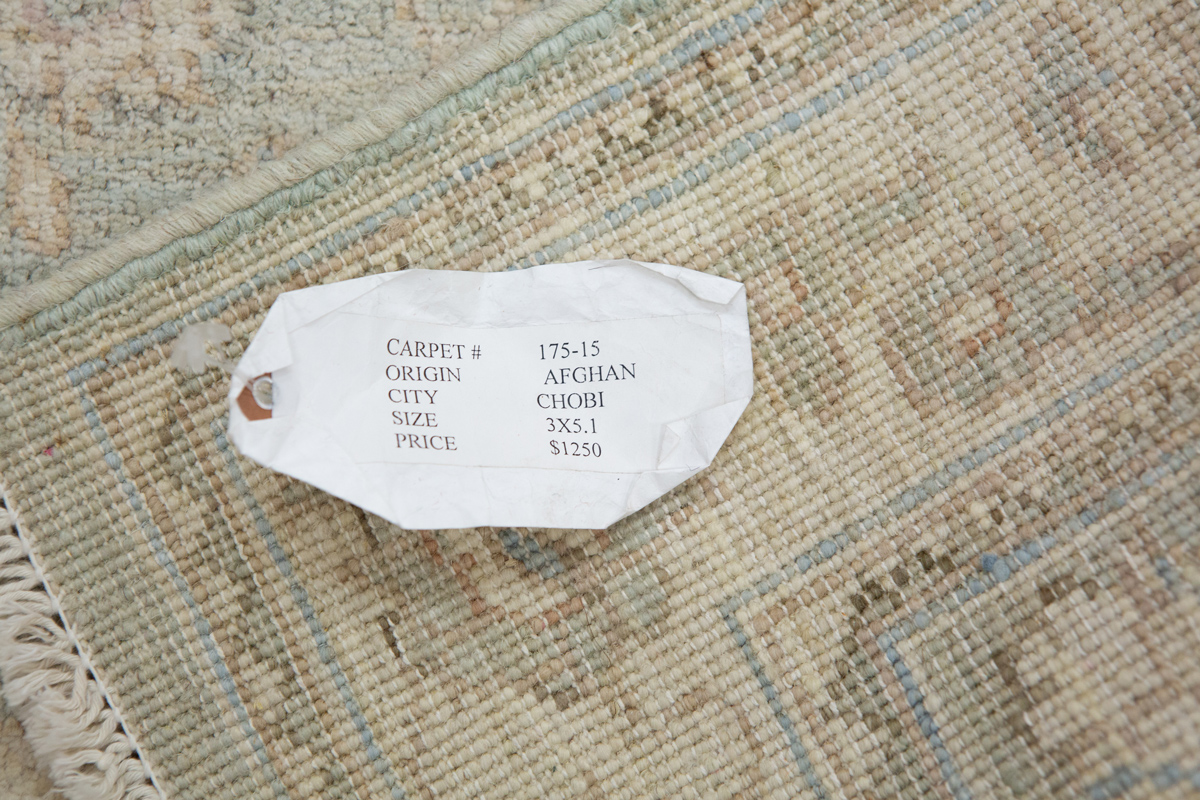 CARPET # 175-15
ORIGIN AFGHAN
CITY CHOBI
SIZE 3X5.1
PRICE $1250